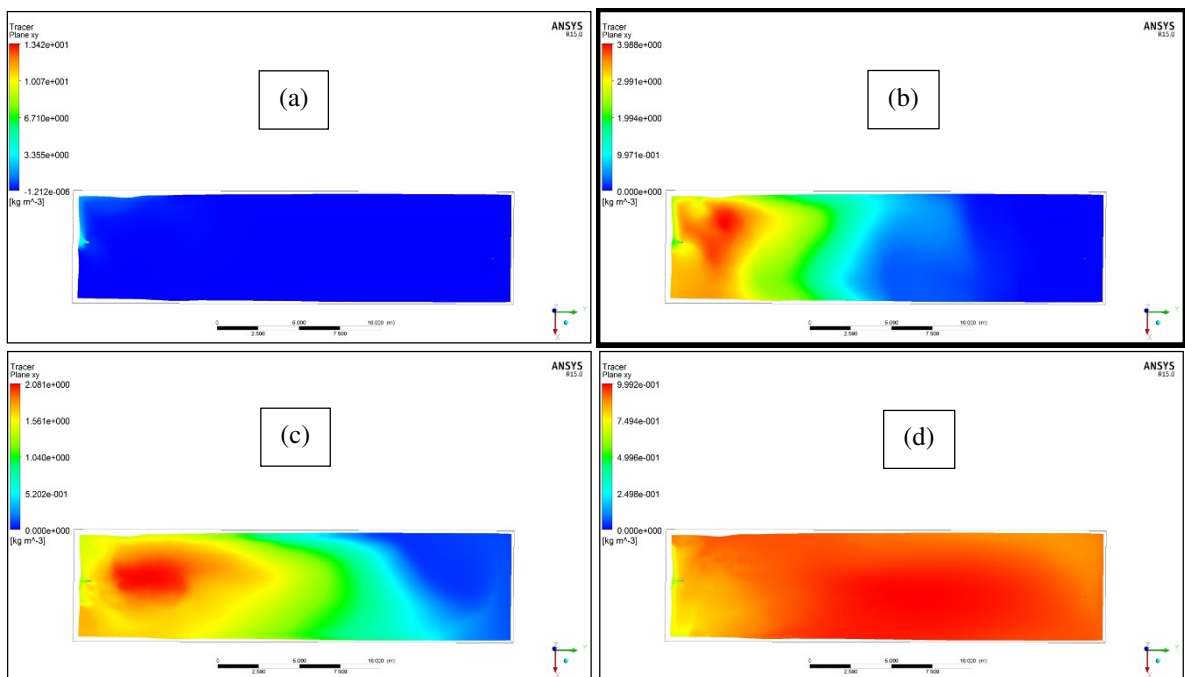 Tracer
Plane xy
1.342e+001
1.007e+001
6.710e+000
3.355e+000
-1.212e-006
[kg m^-3]
ANSYS
R15.0
(a)
0 5.000 10.000 (m)
2.500 7.500
Z Y
X
Tracer
Plane xy
3.988e+000
2.991e+000
1.994e+000
9.971e-001
0.000e+000
[kg m^-3]
ANSYS
R15.0
(b)
0 5.000 10.000 (m)
2.500 7.500
Z Y
X
Tracer
Plane xy
2.081e+000
1.561e+000
1.040e+000
5.202e-001
0.000e+000
[kg m^-3]
ANSYS
R15.0
(c)
0 5.000 10.000 (m)
2.500 7.500
Z Y
X
Tracer
Plane xy
9.992e-001
7.494e-001
4.996e-001
2.498e-001
0.000e+000
[kg m^-3]
ANSYS
R15.0
(d)
0 5.000 10.000 (m)
2.500 7.500
Z Y
X